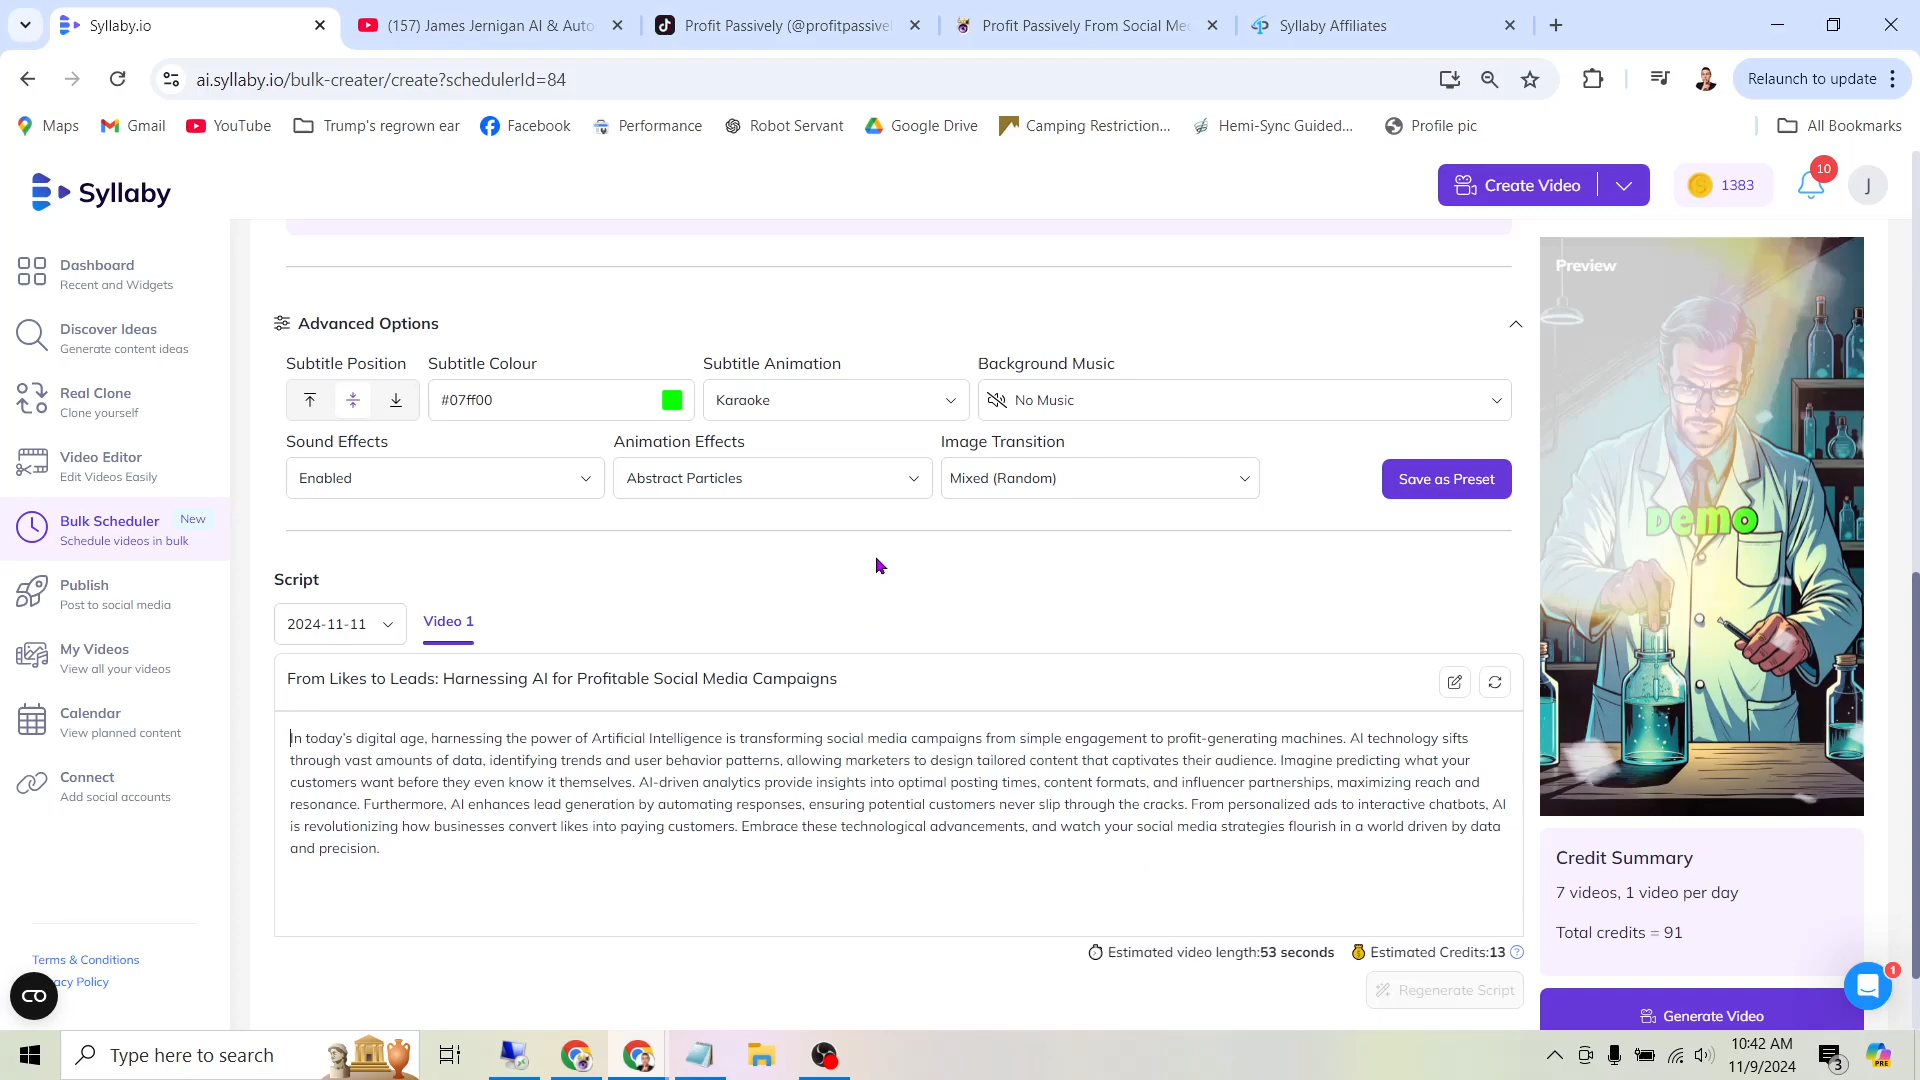 Syllaby.io
(157) James Jernigan AI & Auto
Profit Passively (@profitpassive
Profit Passively From Social Me
Syllaby Affiliates
ai.syllaby.io/bulk-creater/create?schedulerId=84
Relaunch to update
Maps
Gmail
YouTube
Trump's regrown ear
Facebook
Performance
Robot Servant
Google Drive
Camping Restriction...
Hemi-Sync Guided...
Profile pic
All Bookmarks
Syllaby
Create Video
1383
10
J
Dashboard
Recent and Widgets
Discover Ideas
Generate content ideas
Real Clone
Clone yourself
Video Editor
Edit Videos Easily
Bulk Scheduler
New
Schedule videos in bulk
Publish
Post to social media
My Videos
View all your videos
Calendar
View planned content
Connect
Add social accounts
Terms & Conditions
acy Policy
Advanced Options
Subtitle Position
Subtitle Colour
Subtitle Animation
Background Music
#07ff00
Karaoke
No Music
Sound Effects
Animation Effects
Image Transition
Enabled
Abstract Particles
Mixed (Random)
Save as Preset
Script
2024-11-11
Video 1
From Likes to Leads: Harnessing AI for Profitable Social Media Campaigns
In today's digital age, harnessing the power of Artificial Intelligence is transforming social media campaigns from simple engagement to profit-generating machines. AI technology sifts
through vast amounts of data, identifying trends and user behavior patterns, allowing marketers to design tailored content that captivates their audience. Imagine predicting what your
customers want before they even know it themselves. AI-driven analytics provide insights into optimal posting times, content formats, and influencer partnerships, maximizing reach and
resonance. Furthermore, AI enhances lead generation by automating responses, ensuring potential customers never slip through the cracks. From personalized ads to interactive chatbots, AI
is revolutionizing how businesses convert likes into paying customers. Embrace these technological advancements, and watch your social media strategies flourish in a world driven by data
and precision.
Estimated video length:53 seconds
Estimated Credits:13
Regenerate Script
Preview
DEMO
Credit Summary
7 videos, 1 video per day
Total credits = 91
1
Generate Video
Type here to search
10:42 AM
11/9/2024
3
PRE